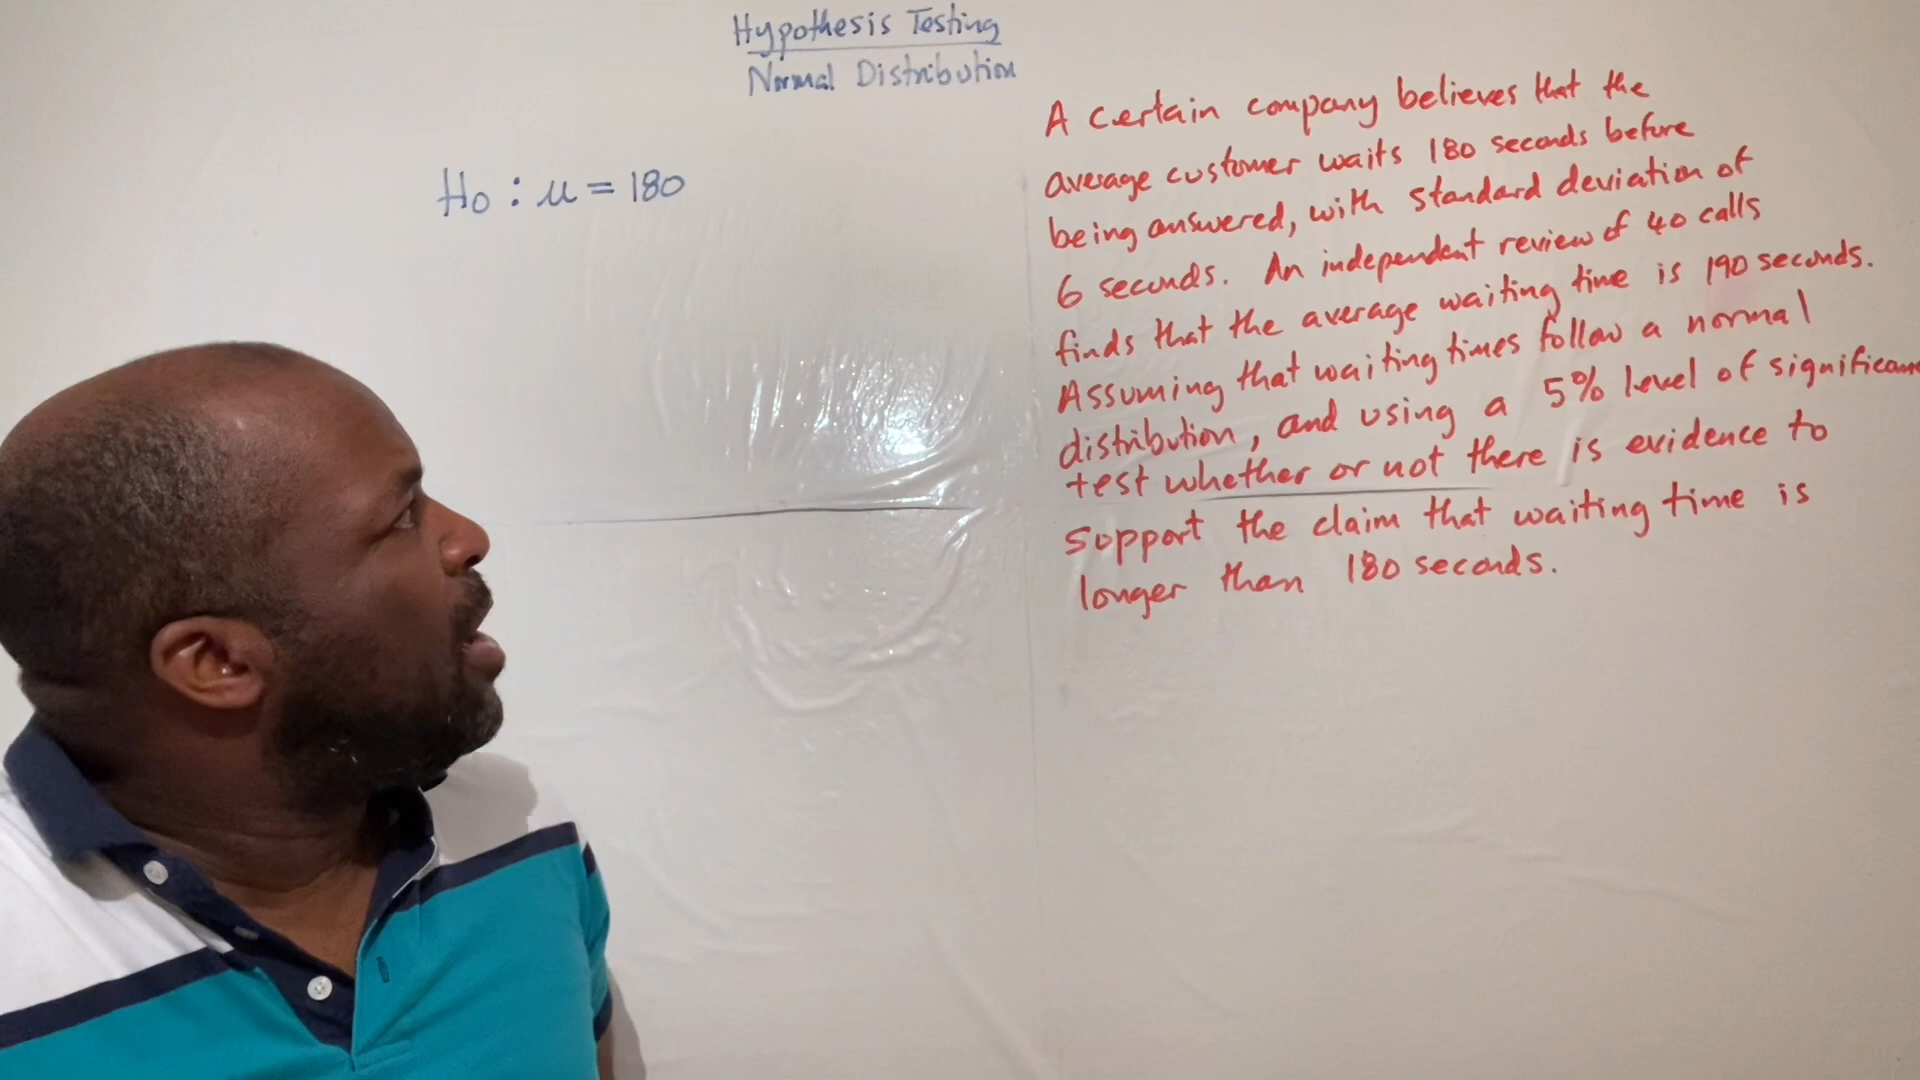 Hypothesis Testing
Normal Distribution
H₀ : μ = 180
A certain company believes that the
average customer waits 180 seconds before
being answered, with standard deviation of
6 seconds. An independent review of 40 calls
finds that the average waiting time is 190 seconds.
Assuming that waiting times follow a normal
distribution, and using a 5% level of significan
test whether or not there is evidence to
support the claim that waiting time is
longer than 180 seconds.